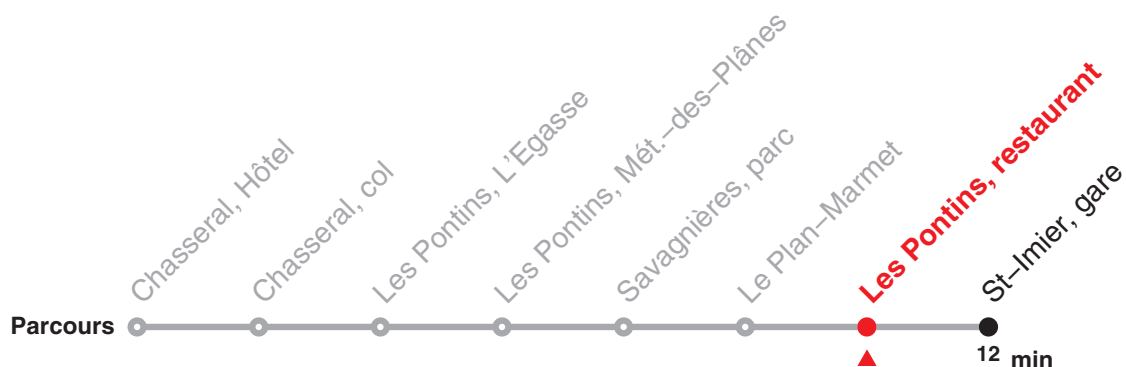 Chasseral, Hôtel
Chasseral, col
Les Pontins, L'Egasse
Les Pontins, Mét.–des–Plânes
Savagnières, parc
Le Plan–Marmet
Les Pontins, restaurant
St–Imier, gare
Parcours
12 min